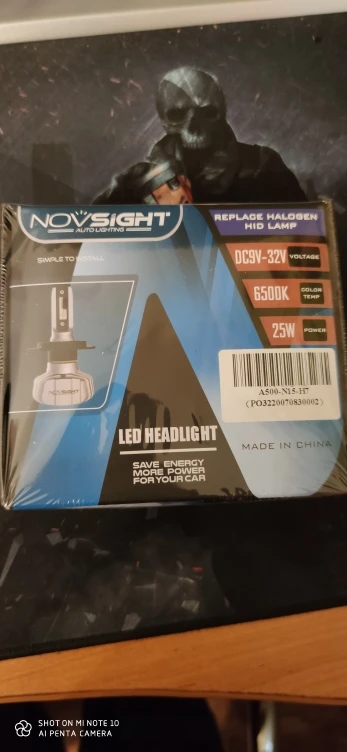 NOVSIGHT
AUTO LIGHTING
REPLACE HALOGEN
HID LAMP
SIMPLE TO INSTALL
DC9V-32V VOLTAGE
6500K COLOR TEMP
25W POWER
NOVSIGHT
A500-N15-H7
(PO3220070830002)
LED HEADLIGHT
MADE IN CHINA
SAVE ENERGY
MORE POWER
FOR YOUR CAR
SHOT ON MI NOTE 10
AI PENTA CAMERA